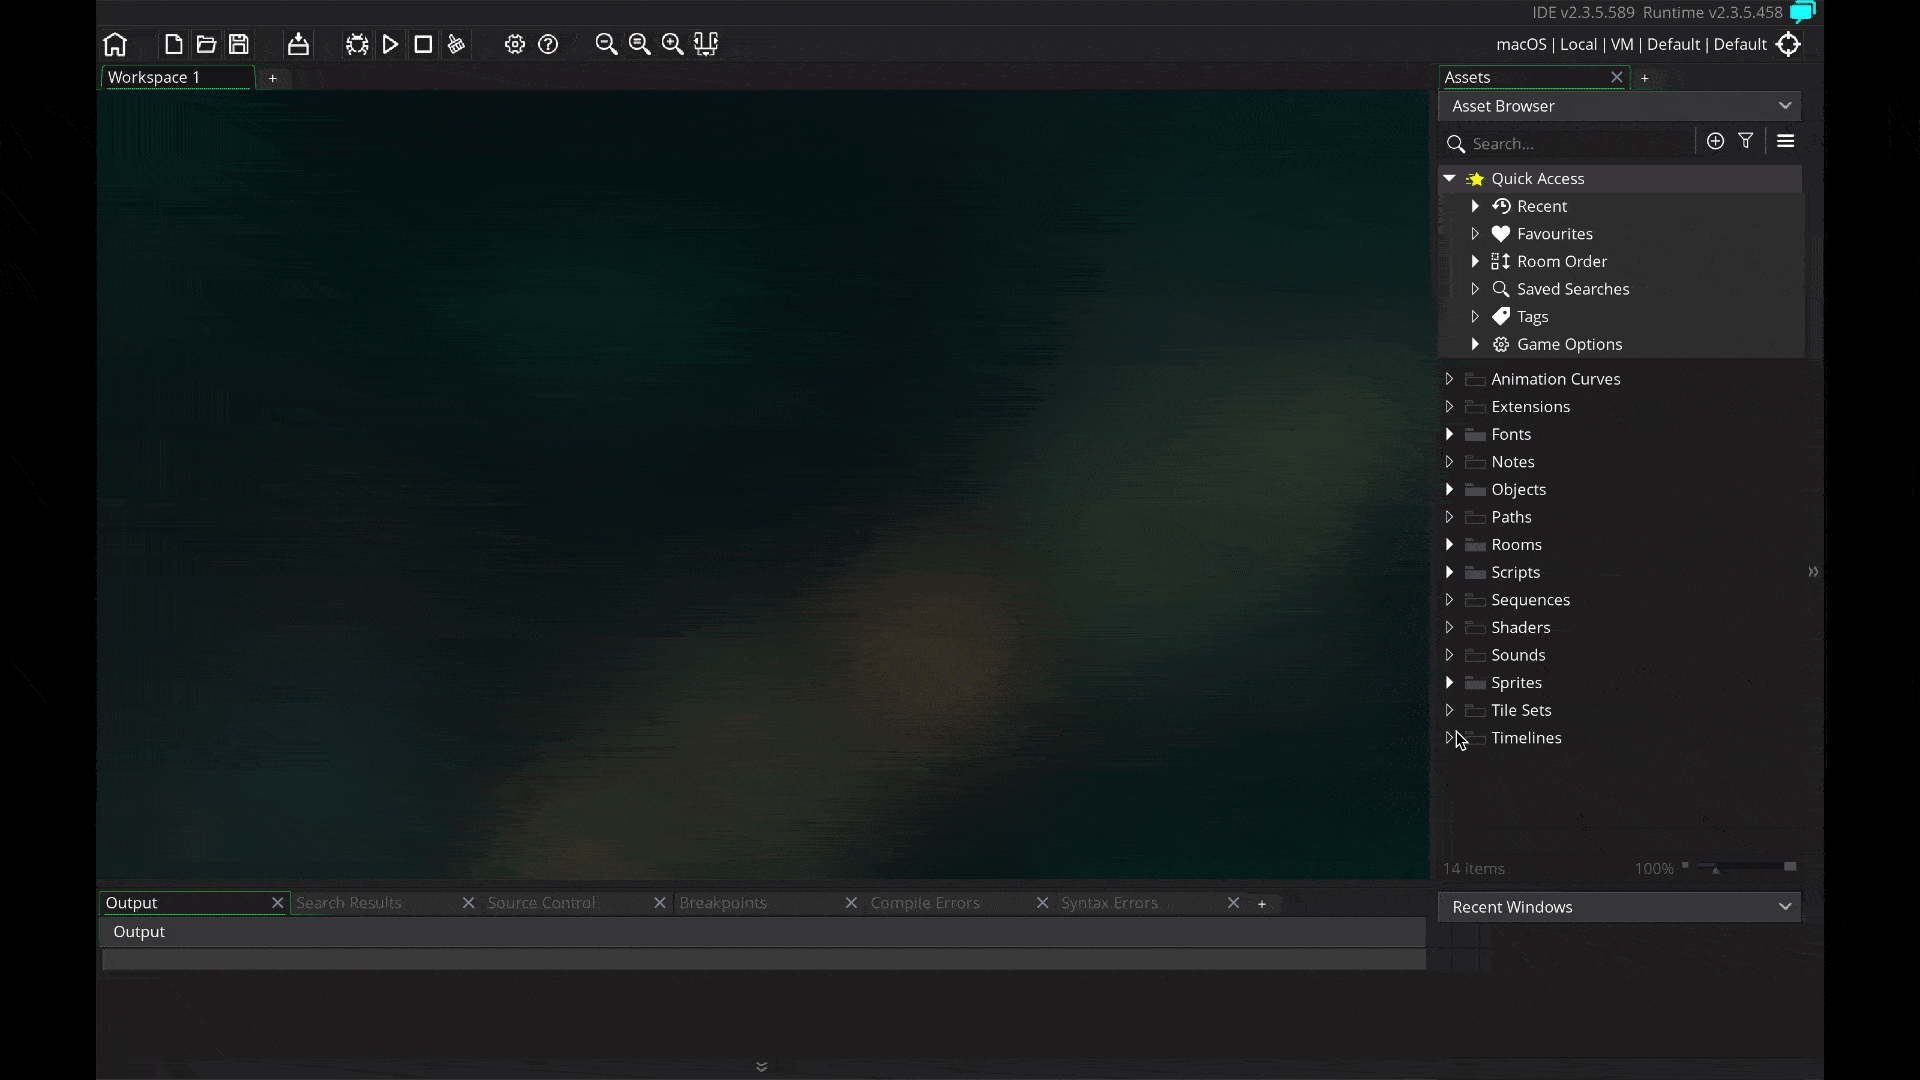 IDE v2.3.5.589 Runtime v2.3.5.458
macOS | Local | VM | Default | Default
Workspace 1 +
Assets +
Asset Browser
Search...
Quick Access
Recent
Favourites
Room Order
Saved Searches
Tags
Game Options
Animation Curves
Extensions
Fonts
Notes
Objects
Paths
Rooms
Scripts
Sequences
Shaders
Sounds
Sprites
Tile Sets
Timelines
14 items 100%
Output Search Results Source Control Breakpoints Compile Errors Syntax Errors +
Output
Recent Windows